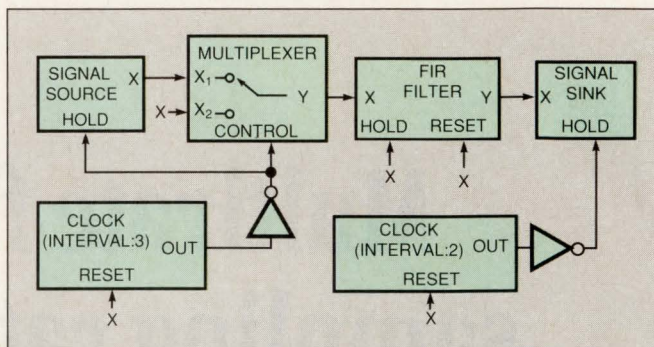 SIGNAL
SOURCE
X
HOLD
MULTIPLEXER
X₁
X
X₂
Y
CONTROL
FIR
FILTER
X
Y
HOLD RESET
X
X
SIGNAL
SINK
X
HOLD
CLOCK
(INTERVAL:3)
OUT
RESET
X
CLOCK
(INTERVAL:2)
OUT
RESET
X